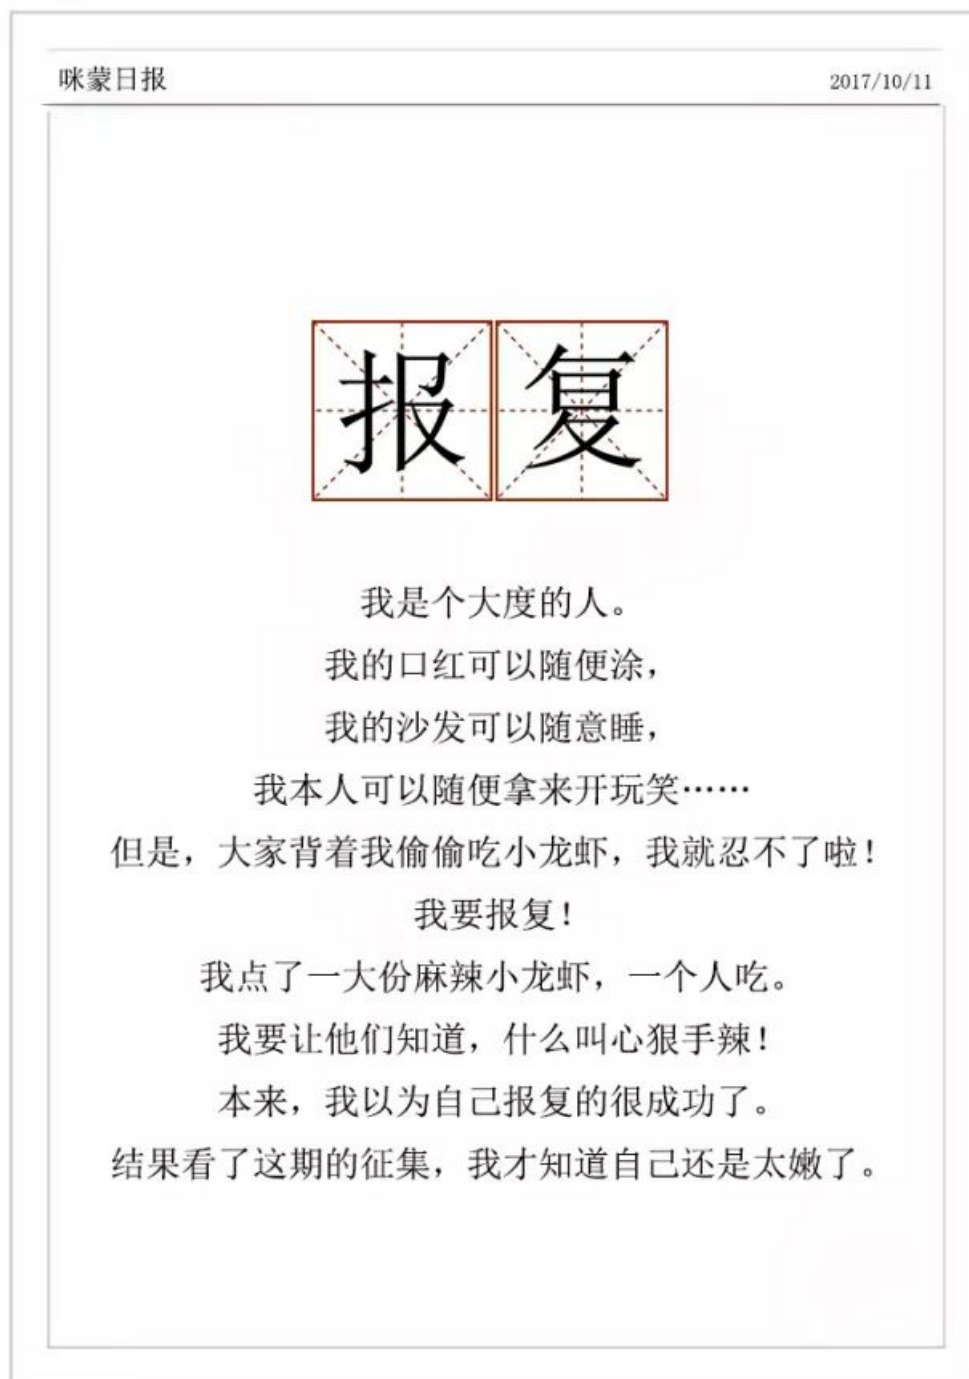 咪蒙日报
2017/10/11
报复
我是个大度的人。
我的口红可以随便涂，
我的沙发可以随意睡，
我本人可以随便拿来开玩笑……
但是，大家背着我偷偷吃小龙虾，我就忍不了啦！
我要报复！
我点了一大份麻辣小龙虾，一个人吃。
我要让他们知道，什么叫心狠手辣！
本来，我以为自己报复的很成功了。
结果看了这期的征集，我才知道自己还是太嫩了。